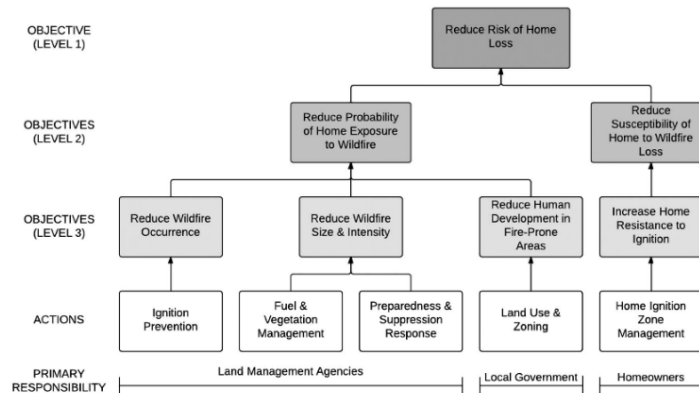 OBJECTIVE
(LEVEL 1)
Reduce Risk of Home
Loss
OBJECTIVES
(LEVEL 2)
Reduce Probability
of Home Exposure
to Wildfire
Reduce
Susceptibility of
Home to Wildfire
Loss
OBJECTIVES
(LEVEL 3)
Reduce Wildfire
Occurrence
Reduce Wildfire
Size & Intensity
Reduce Human
Development in
Fire-Prone
Areas
Increase Home
Resistance to
Ignition
ACTIONS
Ignition
Prevention
Fuel &
Vegetation
Management
Preparedness &
Suppression
Response
Land Use &
Zoning
Home Ignition
Zone
Management
PRIMARY
RESPONSIBILITY
Land Management Agencies
Local Government
Homeowners